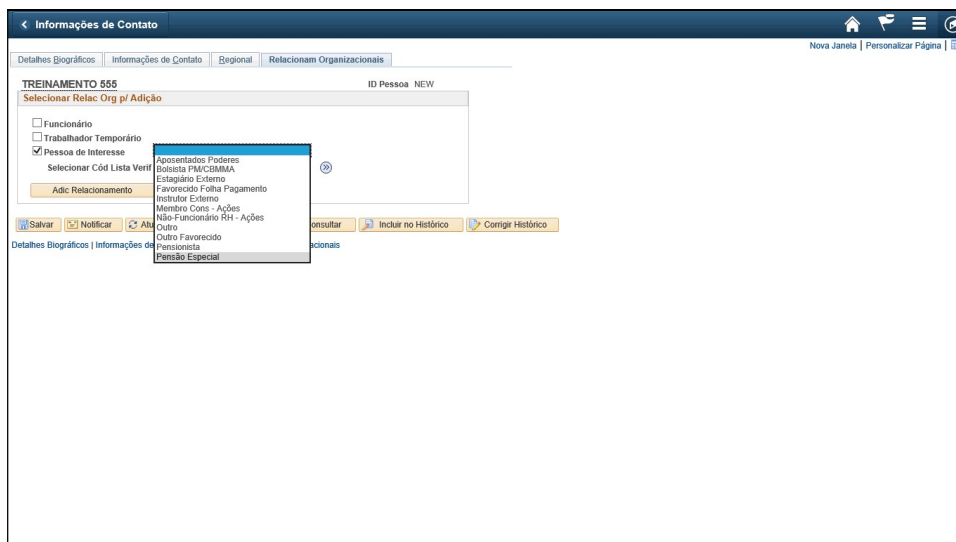 Informações de Contato
Nova Janela | Personalizar Página |
Detalhes Biográficos Informações de Contato Regional Relacionam Organizacionais
TREINAMENTO 555 ID Pessoa NEW
Selecionar Relac Org p/ Adição
Funcionário
Trabalhador Temporário
Pessoa de Interesse
Selecionar Cód Lista Verif
Adic Relacionamento
Aposentados Poderes
Bolsista PM/CBMMA
Estagiário Externo
Favorecido Folha Pagamento
Instrutor Externo
Membro Cons - Ações
Não-Funcionário RH - Ações
Outro
Outro Favorecido
Pensionista
Pensão Especial
Salvar Notificar Atu onsultar Incluir no Histórico Corrigir Histórico
Detalhes Biográficos | Informações de acionais